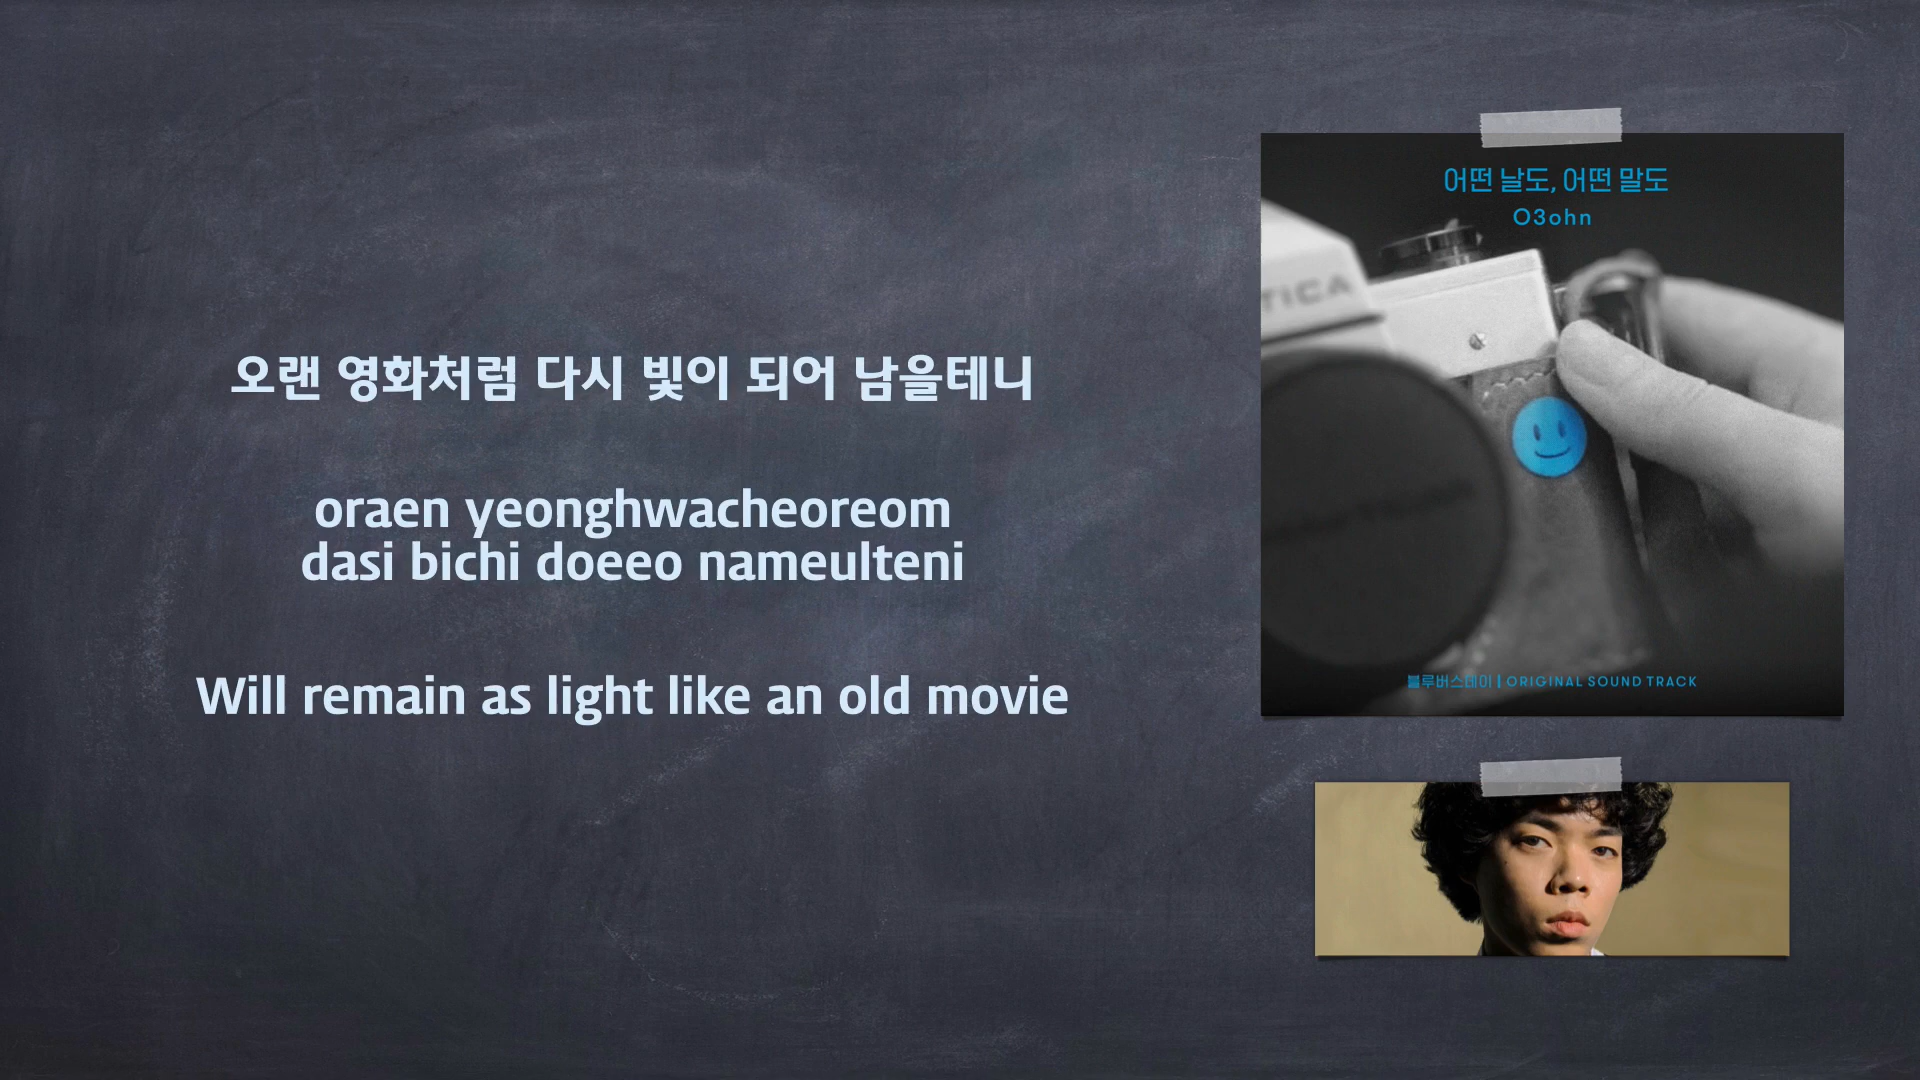 오랜 영화처럼 다시 빛이 되어 남을테니
oraen yeonghwacheoreom
dasi bichi doeeo nameulteni
Will remain as light like an old movie
어떤 날도, 어떤 말도
O3ohn
TICA
블루버스데이 | ORIGINAL SOUND TRACK